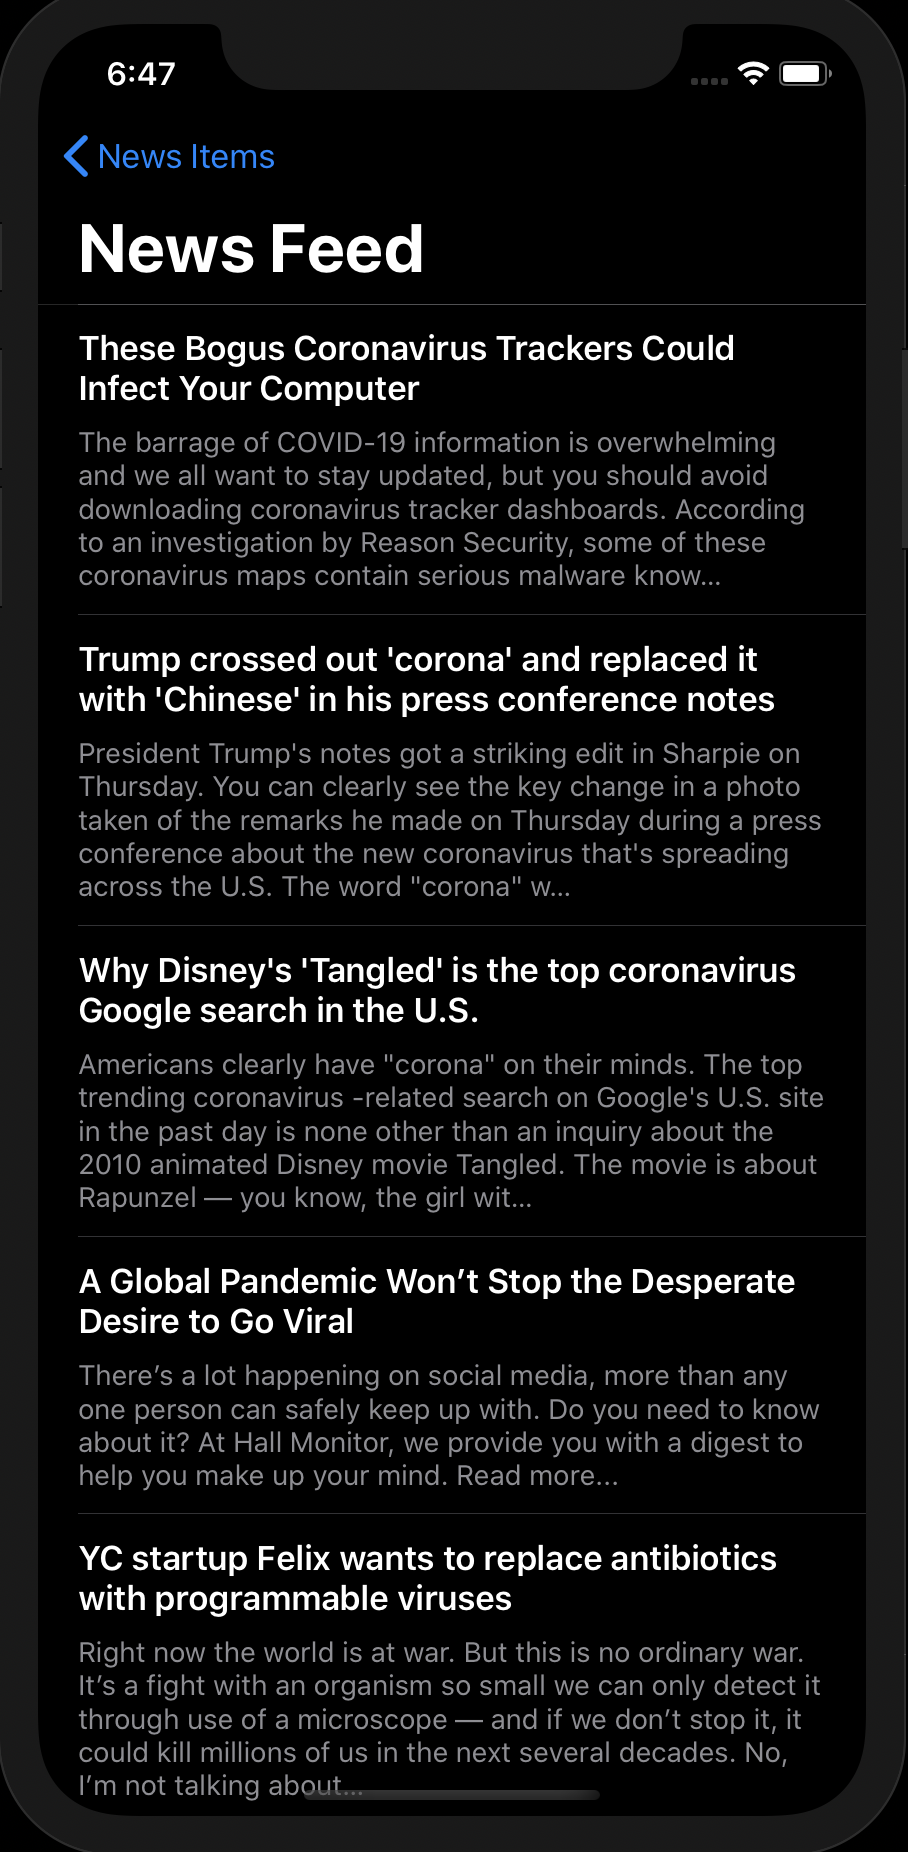 6:47
News Items
News Feed
These Bogus Coronavirus Trackers Could
Infect Your Computer
The barrage of COVID-19 information is overwhelming
and we all want to stay updated, but you should avoid
downloading coronavirus tracker dashboards. According
to an investigation by Reason Security, some of these
coronavirus maps contain serious malware know...
Trump crossed out 'corona' and replaced it
with 'Chinese' in his press conference notes
President Trump's notes got a striking edit in Sharpie on
Thursday. You can clearly see the key change in a photo
taken of the remarks he made on Thursday during a press
conference about the new coronavirus that's spreading
across the U.S. The word "corona" w...
Why Disney's 'Tangled' is the top coronavirus
Google search in the U.S.
Americans clearly have "corona" on their minds. The top
trending coronavirus -related search on Google's U.S. site
in the past day is none other than an inquiry about the
2010 animated Disney movie Tangled. The movie is about
Rapunzel — you know, the girl wit...
A Global Pandemic Won’t Stop the Desperate
Desire to Go Viral
There’s a lot happening on social media, more than any
one person can safely keep up with. Do you need to know
about it? At Hall Monitor, we provide you with a digest to
help you make up your mind. Read more...
YC startup Felix wants to replace antibiotics
with programmable viruses
Right now the world is at war. But this is no ordinary war.
It’s a fight with an organism so small we can only detect it
through use of a microscope — and if we don’t stop it, it
could kill millions of us in the next several decades. No,
I’m not talking about...